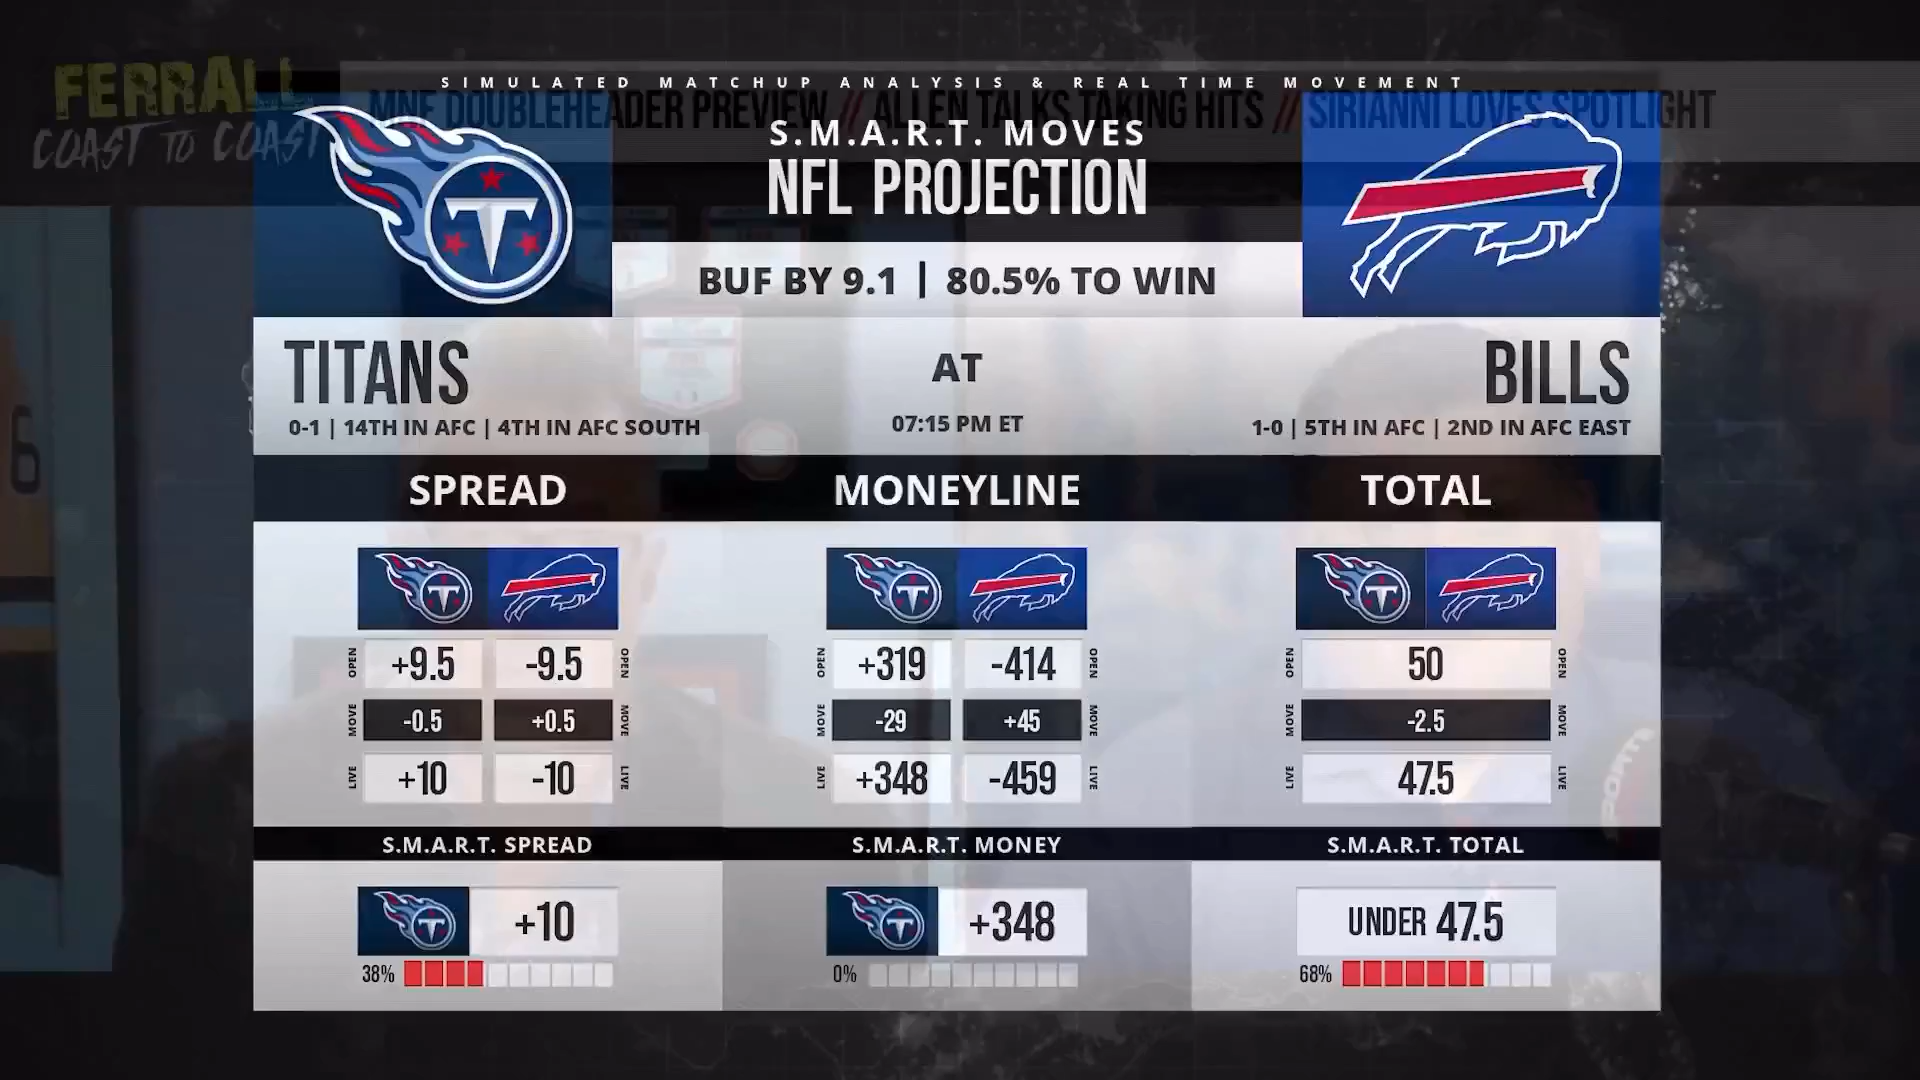 FERRALL
COAST TO COAST
SIMULATED MATCHUP ANALYSIS & REAL TIME MOVEMENT
MNF DOUBLEHEADER PREVIEW // ALLEN TALKS TAKING HITS // SIRIANNI LOVES SPOTLIGHT
S.M.A.R.T. MOVES
NFL PROJECTION
BUF BY 9.1 | 80.5% TO WIN
TITANS AT BILLS
0-1 | 14TH IN AFC | 4TH IN AFC SOUTH 07:15 PM ET 1-0 | 5TH IN AFC | 2ND IN AFC EAST
SPREAD MONEYLINE TOTAL
OPEN +9.5 -9.5 OPEN OPEN +319 -414 OPEN OPEN 50 OPEN
MOVE -0.5 +0.5 MOVE MOVE -29 +45 MOVE MOVE -2.5 MOVE
LIVE +10 -10 LIVE LIVE +348 -459 LIVE LIVE 47.5 LIVE
S.M.A.R.T. SPREAD S.M.A.R.T. MONEY S.M.A.R.T. TOTAL
+10 +348 UNDER 47.5
38% 0% 68%
6